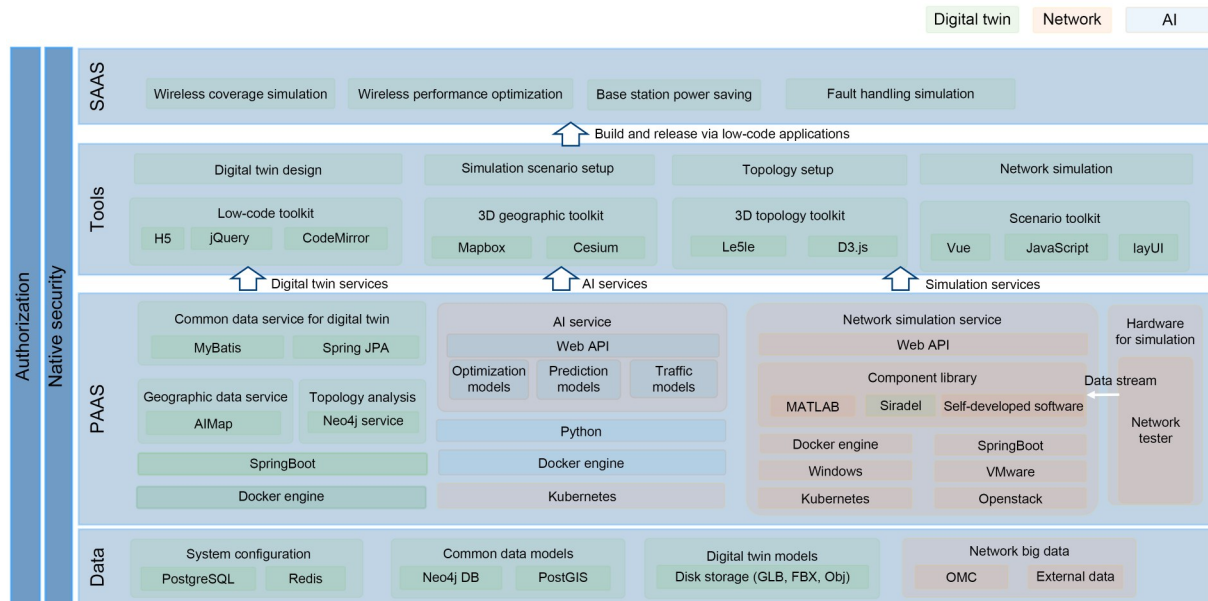 Digital twin
Network
AI
Authorization
Native security
SAAS
Wireless coverage simulation
Wireless performance optimization
Base station power saving
Fault handling simulation
Build and release via low-code applications
Tools
Digital twin design
Simulation scenario setup
Topology setup
Network simulation
Low-code toolkit
H5
jQuery
CodeMirror
3D geographic toolkit
Mapbox
Cesium
3D topology toolkit
Le5le
D3.js
Scenario toolkit
Vue
JavaScript
layUI
Digital twin services
AI services
Simulation services
PAAS
Common data service for digital twin
MyBatis
Spring JPA
Geographic data service
AIMap
Topology analysis
Neo4j service
SpringBoot
Docker engine
AI service
Web API
Optimization
models
Prediction
models
Traffic
models
Python
Docker engine
Kubernetes
Network simulation service
Web API
Component library
MATLAB
Siradel
Self-developed software
Docker engine
SpringBoot
Windows
VMware
Kubernetes
Openstack
Hardware
for simulation
Data stream
Network
tester
Data
System configuration
PostgreSQL
Redis
Common data models
Neo4j DB
PostGIS
Digital twin models
Disk storage (GLB, FBX, Obj)
Network big data
OMC
External data